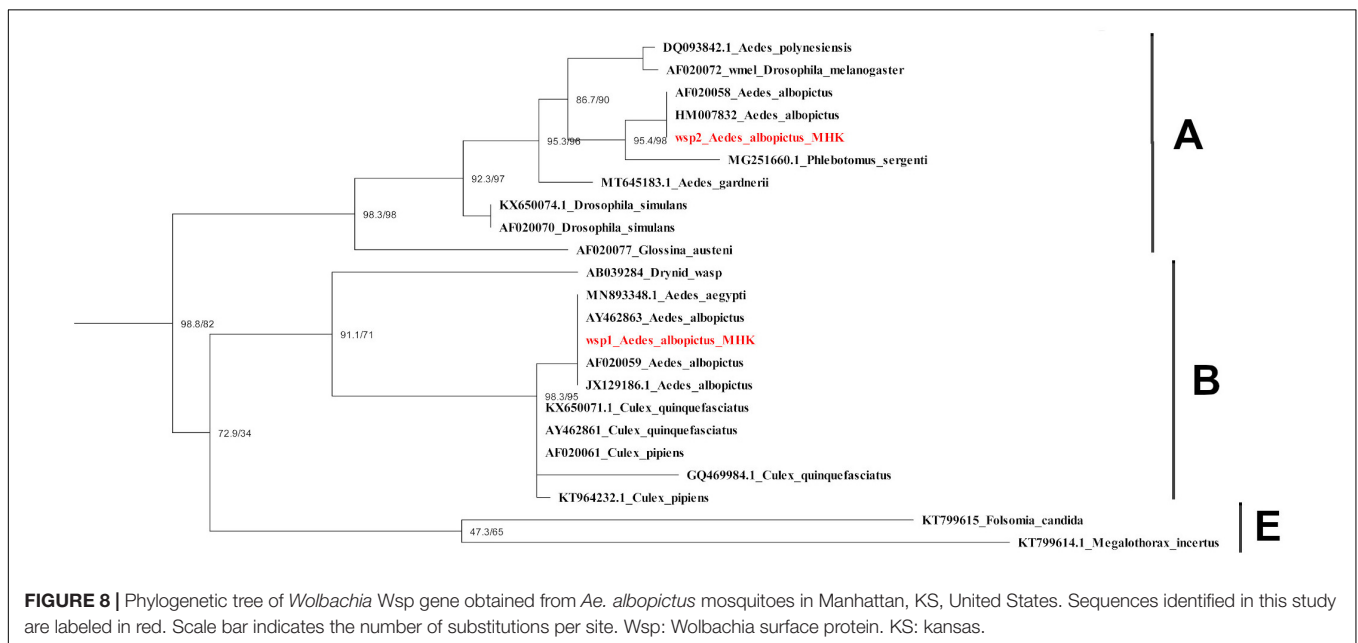 DQ093842.1_Aedes_polynesiensis
AF020072_wmel_Drosophila_melanogaster
86.7/90
AF020058_Aedes_albopictus
HM007832_Aedes_albopictus
A
95.3/96
95.4/98
wsp2_Aedes_albopictus_MHK
MG251660.1_Phlebotomus_sergenti
92.3/97
MT645183.1_Aedes_gardnerii
KX650074.1_Drosophila_simulans
98.3/98
AF020070_Drosophila_simulans
AF020077_Glossina_austeni
AB039284_Drynid_wasp
MN893348.1_Aedes_aegypti
98.8/82
AY462863_Aedes_albopictus
91.1/71
wsp1_Aedes_albopictus_MHK
AF020059_Aedes_albopictus
B
JX129186.1_Aedes_albopictus
98.3/95
KX650071.1_Culex_quinquefasciatus
72.9/34
AY462861_Culex_quinquefasciatus
AF020061_Culex_pipiens
GQ469984.1_Culex_quinquefasciatus
KT964232.1_Culex_pipiens
KT799615_Folsomia_candida
E
47.3/65
KT799614.1_Megalothorax_incertus
FIGURE 8 | Phylogenetic tree of Wolbachia Wsp gene obtained from Ae. albopictus mosquitoes in Manhattan, KS, United States. Sequences identified in this study
are labeled in red. Scale bar indicates the number of substitutions per site. Wsp: Wolbachia surface protein. KS: kansas.